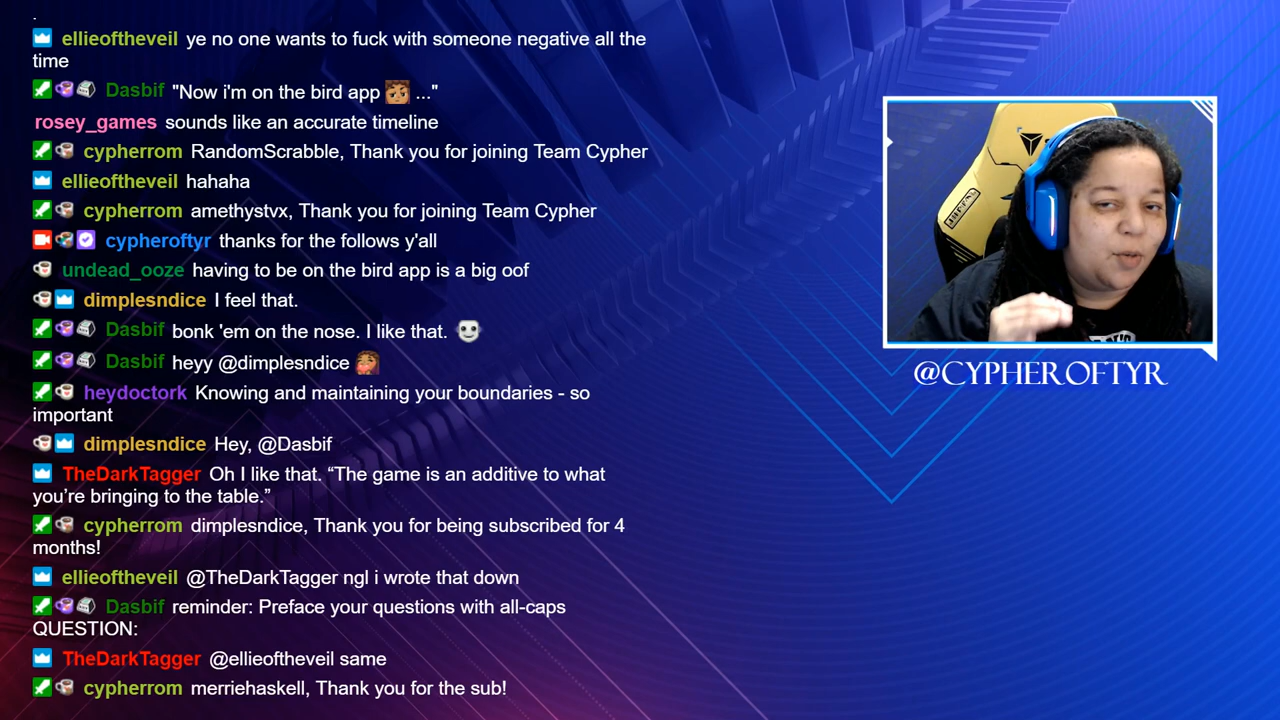 ellieoftheveil ye no one wants to fuck with someone negative all the
time
Dasbif "Now i'm on the bird app ..."
rosey_games sounds like an accurate timeline
cypherrom RandomScrabble, Thank you for joining Team Cypher
ellieoftheveil hahaha
cypherrom amethystvx, Thank you for joining Team Cypher
cypheroftyr thanks for the follows y'all
undead_ooze having to be on the bird app is a big oof
dimplesndice I feel that.
Dasbif bonk 'em on the nose. I like that.
Dasbif heyy @dimplesndice
heydoctork Knowing and maintaining your boundaries - so
important
dimplesndice Hey, @Dasbif
TheDarkTagger Oh I like that. “The game is an additive to what
you’re bringing to the table.”
cypherrom dimplesndice, Thank you for being subscribed for 4
months!
ellieoftheveil @TheDarkTagger ngl i wrote that down
Dasbif reminder: Preface your questions with all-caps
QUESTION:
TheDarkTagger @ellieoftheveil same
cypherrom merriehaskell, Thank you for the sub!
@CYPHEROFTYR